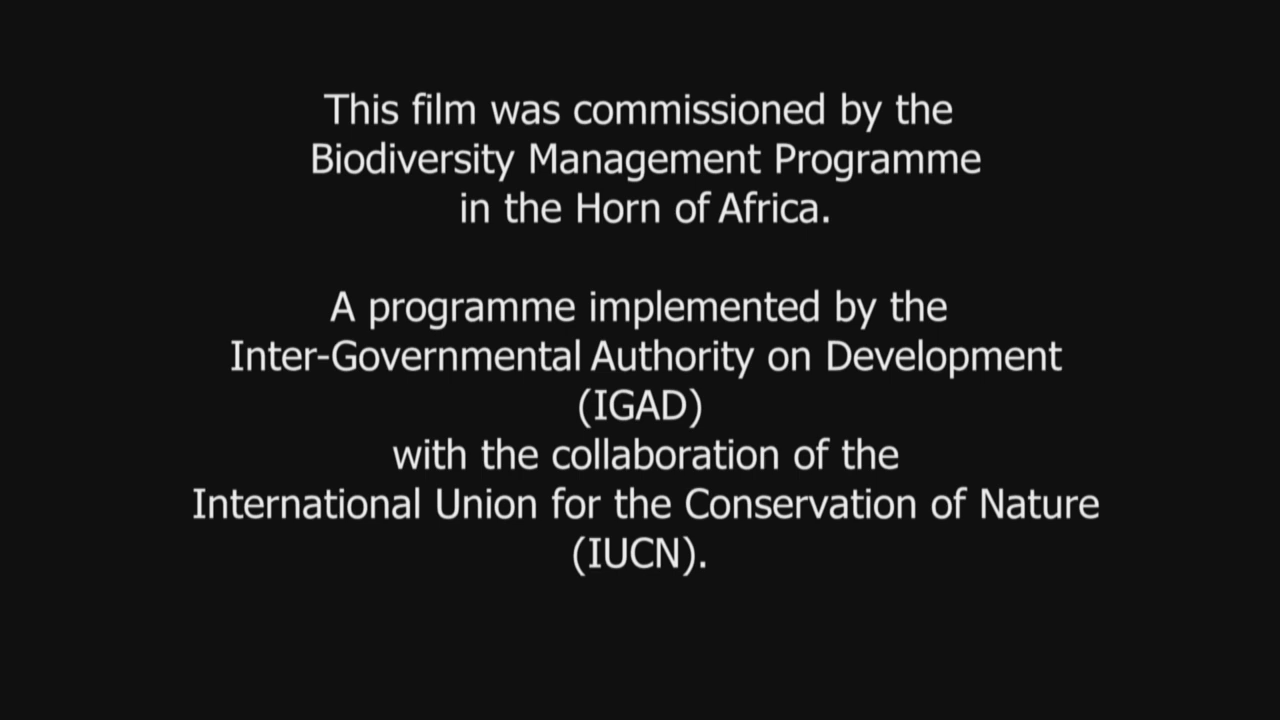 This film was commissioned by the
Biodiversity Management Programme
in the Horn of Africa.
A programme implemented by the
Inter-Governmental Authority on Development
(IGAD)
with the collaboration of the
International Union for the Conservation of Nature
(IUCN).